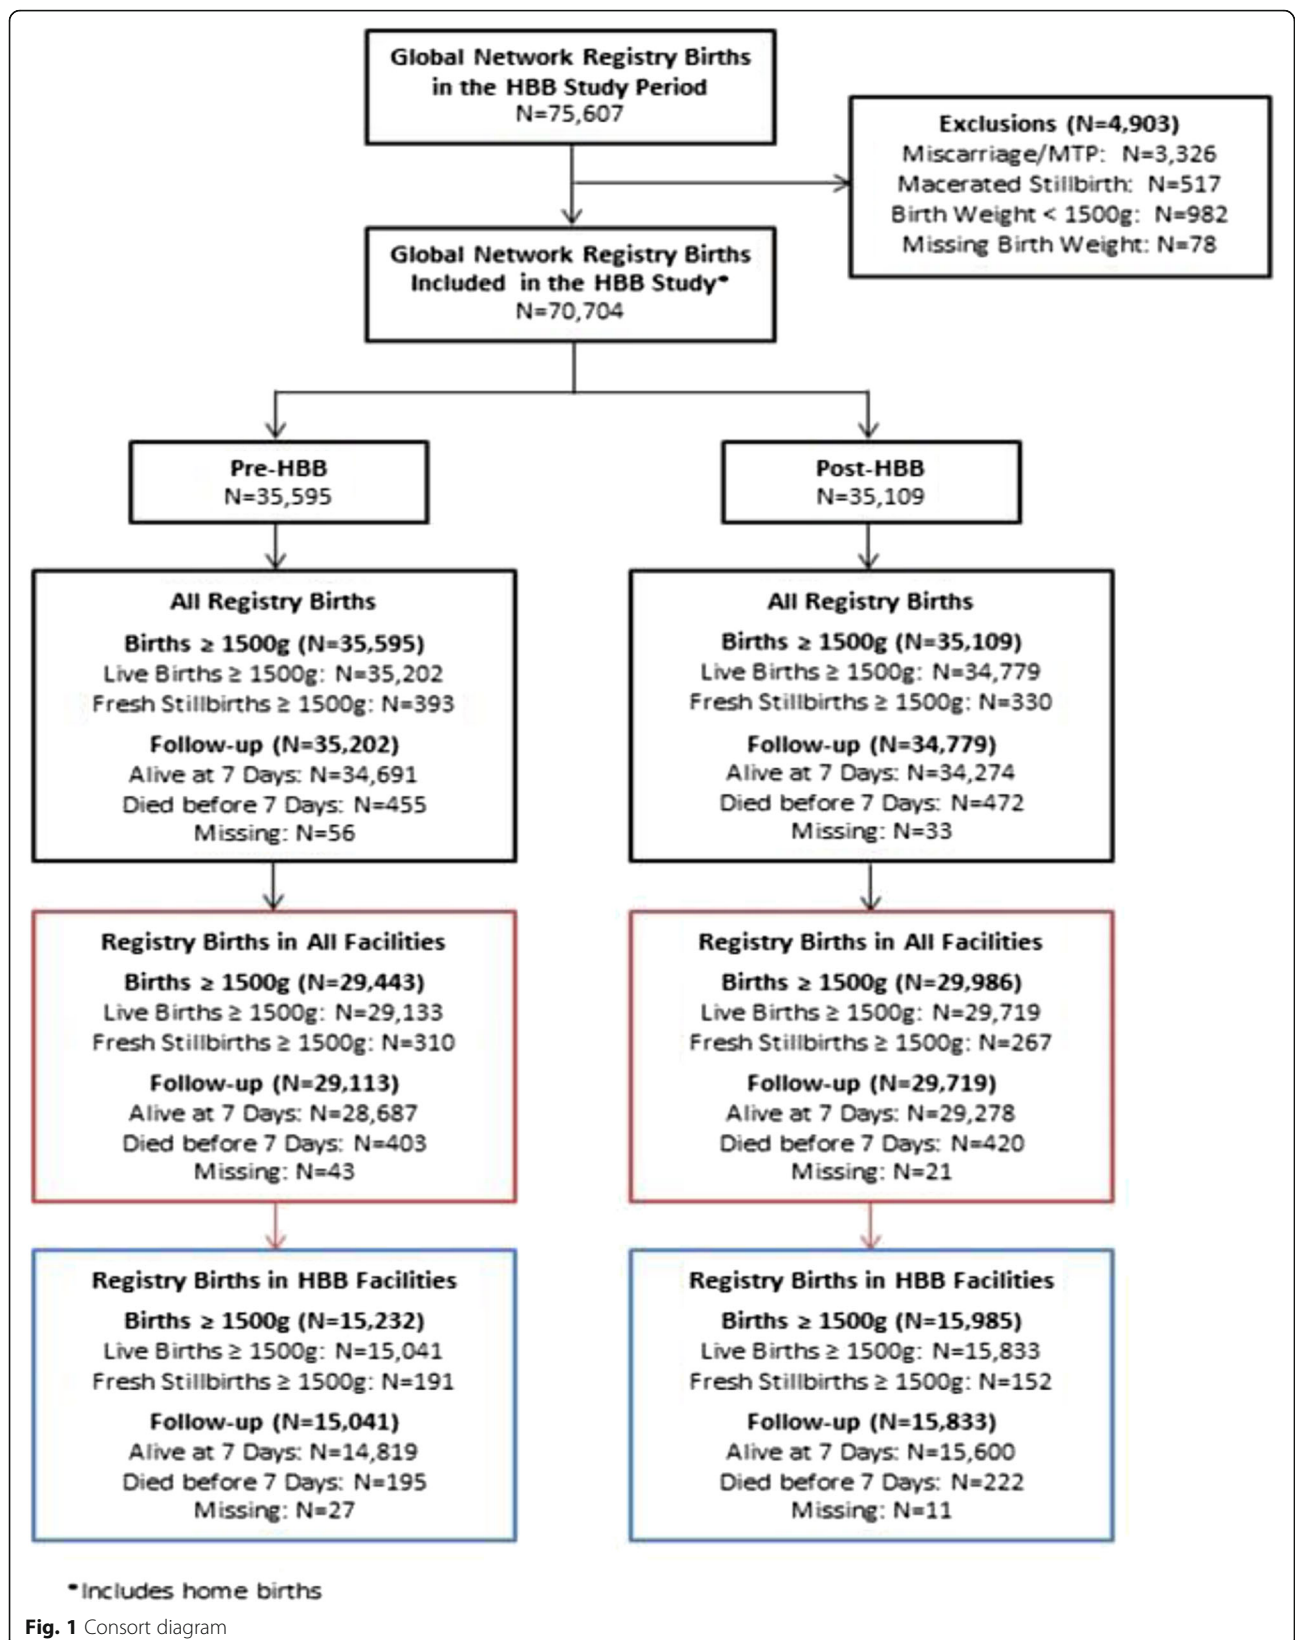 Global Network Registry Births
in the HBB Study Period
N=75,607
Exclusions (N=4,903)
Miscarriage/MTP: N=3,326
Macerated Stillbirth: N=517
Birth Weight < 1500g: N=982
Missing Birth Weight: N=78
Global Network Registry Births
Included in the HBB Study*
N=70,704
Pre-HBB
N=35,595
Post-HBB
N=35,109
All Registry Births
Births ≥ 1500g (N=35,595)
Live Births ≥ 1500g: N=35,202
Fresh Stillbirths ≥ 1500g: N=393
Follow-up (N=35,202)
Alive at 7 Days: N=34,691
Died before 7 Days: N=455
Missing: N=56
All Registry Births
Births ≥ 1500g (N=35,109)
Live Births ≥ 1500g: N=34,779
Fresh Stillbirths ≥ 1500g: N=330
Follow-up (N=34,779)
Alive at 7 Days: N=34,274
Died before 7 Days: N=472
Missing: N=33
Registry Births in All Facilities
Births ≥ 1500g (N=29,443)
Live Births ≥ 1500g: N=29,133
Fresh Stillbirths ≥ 1500g: N=310
Follow-up (N=29,113)
Alive at 7 Days: N=28,687
Died before 7 Days: N=403
Missing: N=43
Registry Births in All Facilities
Births ≥ 1500g (N=29,986)
Live Births ≥ 1500g: N=29,719
Fresh Stillbirths ≥ 1500g: N=267
Follow-up (N=29,719)
Alive at 7 Days: N=29,278
Died before 7 Days: N=420
Missing: N=21
Registry Births in HBB Facilities
Births ≥ 1500g (N=15,232)
Live Births ≥ 1500g: N=15,041
Fresh Stillbirths ≥ 1500g: N=191
Follow-up (N=15,041)
Alive at 7 Days: N=14,819
Died before 7 Days: N=195
Missing: N=27
Registry Births in HBB Facilities
Births ≥ 1500g (N=15,985)
Live Births ≥ 1500g: N=15,833
Fresh Stillbirths ≥ 1500g: N=152
Follow-up (N=15,833)
Alive at 7 Days: N=15,600
Died before 7 Days: N=222
Missing: N=11
*Includes home births
Fig. 1 Consort diagram